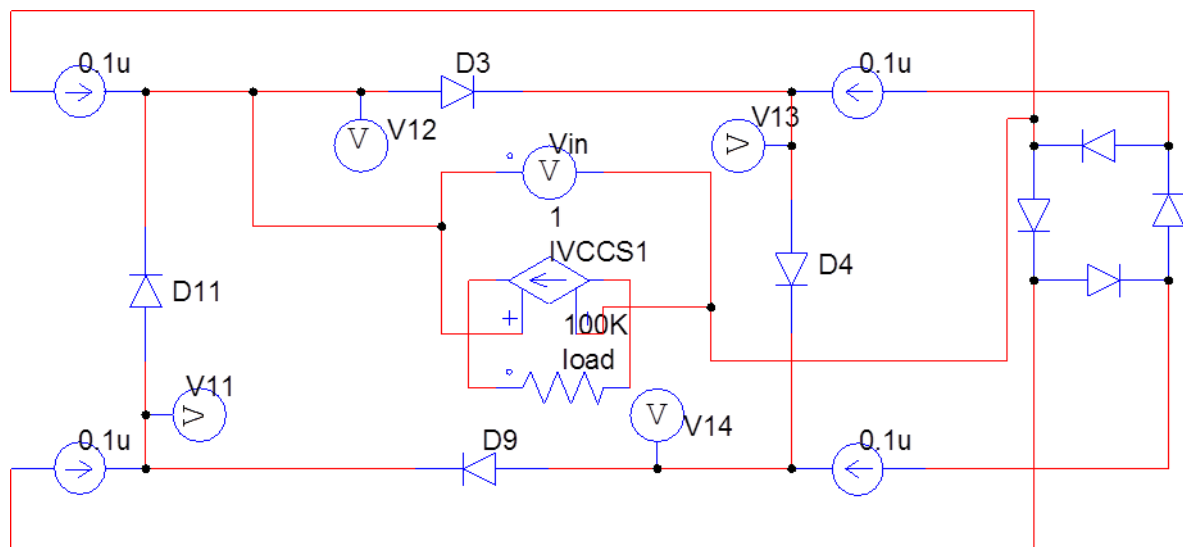 0.1u
D3
0.1u
V
V12
V13
V
Vin
V
1
IVCCS1
D4
D11
+
+
100K
load
V11
V
V
V14
0.1u
D9
0.1u